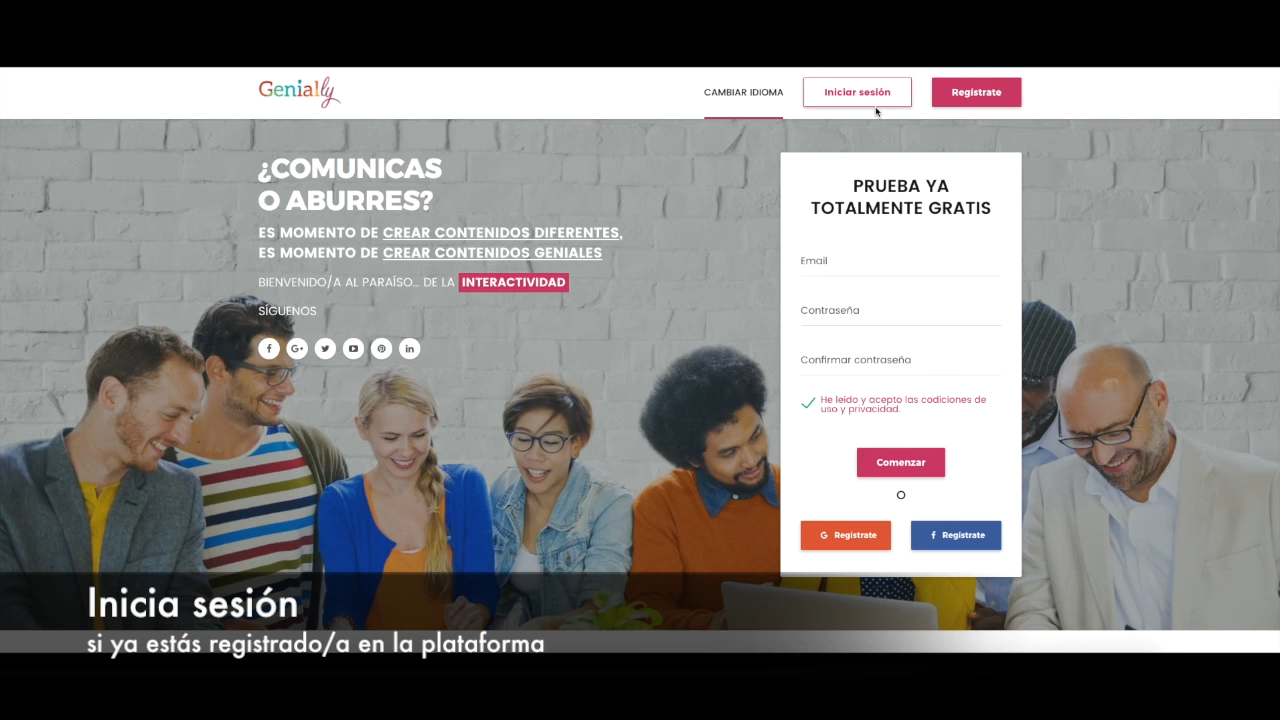 Genially
CAMBIAR IDIOMA
Iniciar sesión
Regístrate
¿COMUNICAS
O ABURRES?
ES MOMENTO DE CREAR CONTENIDOS DIFERENTES,
ES MOMENTO DE CREAR CONTENIDOS GENIALES
BIENVENIDO/A AL PARAÍSO... DE LA INTERACTIVIDAD
SÍGUENOS
PRUEBA YA
TOTALMENTE GRATIS
Email
Contraseña
Confirmar contraseña
He leido y acepto las codiciones de
uso y privacidad.
Comenzar
O
G Regístrate
f Regístrate
Inicia sesión
si ya estás registrado/a en la plataforma